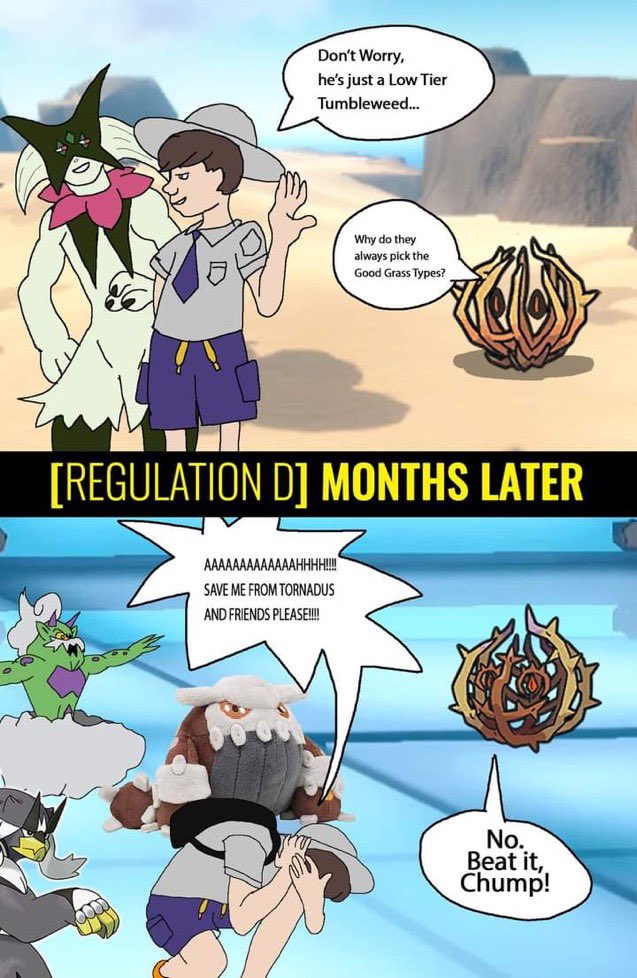 Don't Worry,
he's just a Low Tier
Tumbleweed...
Why do they
always pick the
Good Grass Types?
[REGULATION D] MONTHS LATER
AAAAAAAAAAAAAHHHH!!!!
SAVE ME FROM TORNADUS
AND FRIENDS PLEASE!!!!
No.
Beat it,
Chump!